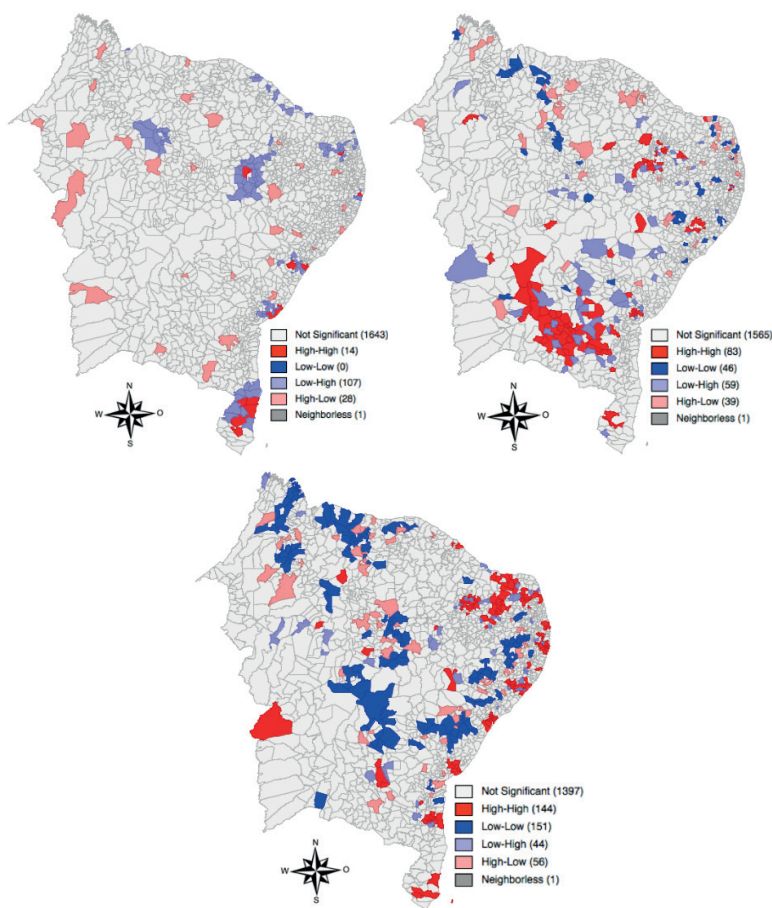 Not Significant (1643)
High-High (14)
Low-Low (0)
Low-High (107)
High-Low (28)
Neighborless (1)
N
W O
S
Not Significant (1565)
High-High (83)
Low-Low (46)
Low-High (59)
High-Low (39)
Neighborless (1)
N
W O
S
Not Significant (1397)
High-High (144)
Low-Low (151)
Low-High (44)
High-Low (56)
Neighborless (1)
N
W O
S